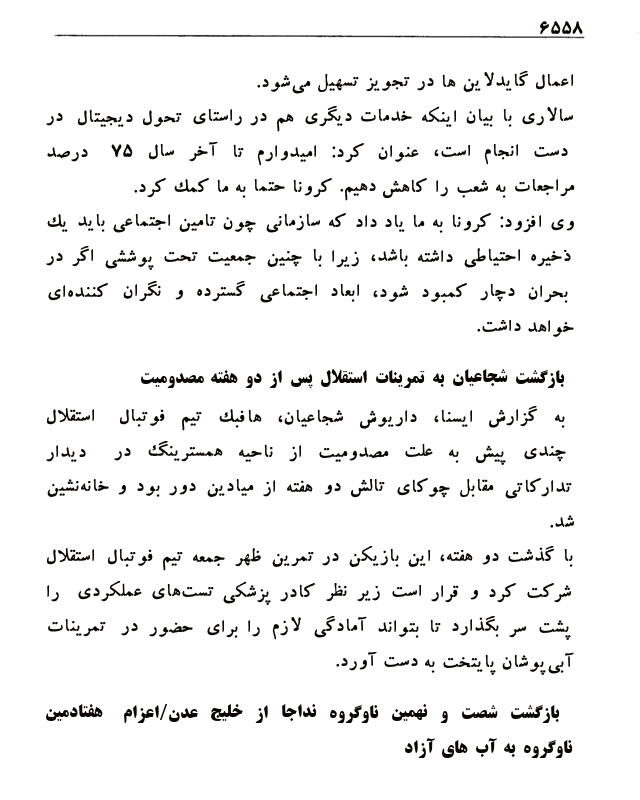 ۶۵۵۸
اعمال گایدلاین ها در تجویز تسهیل می‌شود.
سالاری با بیان اینکه خدمات دیگری هم در راستای تحول دیجیتال در
دست انجام است، عنوان کرد: امیدوارم تا آخر سال ۷۵ درصد
مراجعات به شعب را کاهش دهیم. کرونا حتما به ما کمک کرد.
وی افزود: کرونا به ما یاد داد که سازمانی چون تامین اجتماعی باید یک
ذخیره احتیاطی داشته باشد، زیرا با چنین جمعیت تحت پوششی اگر در
بحران دچار کمبود شود، ابعاد اجتماعی گسترده و نگران کننده‌ای
خواهد داشت.
بازگشت شجاعیان به تمرینات استقلال پس از دو هفته مصدومیت
به گزارش ایسنا، داریوش شجاعیان، هافبک تیم فوتبال استقلال
چندی پیش به علت مصدومیت از ناحیه همسترینگ در دیدار
تدارکاتی مقابل چوکای تالش دو هفته از میادین دور بود و خانه‌نشین
شد.
با گذشت دو هفته، این بازیکن در تمرین ظهر جمعه تیم فوتبال استقلال
شرکت کرد و قرار است زیر نظر کادر پزشکی تست‌های عملکردی را
پشت سر بگذارد تا بتواند آمادگی لازم را برای حضور در تمرینات
آبی‌پوشان پایتخت به دست آورد.
بازگشت شصت و نهمین ناوگروه نداجا از خلیج عدن/اعزام هفتادمین
ناوگروه به آب های آزاد